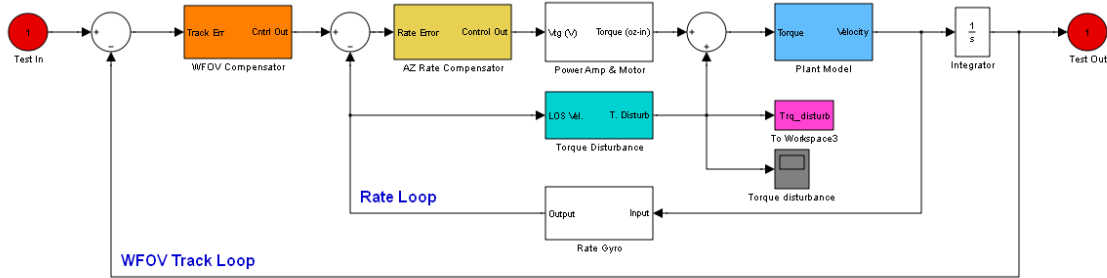 1
Test In
+
−
Track Err
Cntrl Out
WFOV Compensator
+
−
Rate Error
Control Out
AZ Rate Compensator
Vtg (V)
Torque (oz-in)
Power Amp & Motor
+
+
Torque
Velocity
Plant Model
1
s
Integrator
1
Test Out
LOS Vel.
T. Disturb
Torque Disturbance
Trq_disturb
To Workspace3
Torque disturbance
Rate Loop
Output
Input
Rate Gyro
WFOV Track Loop